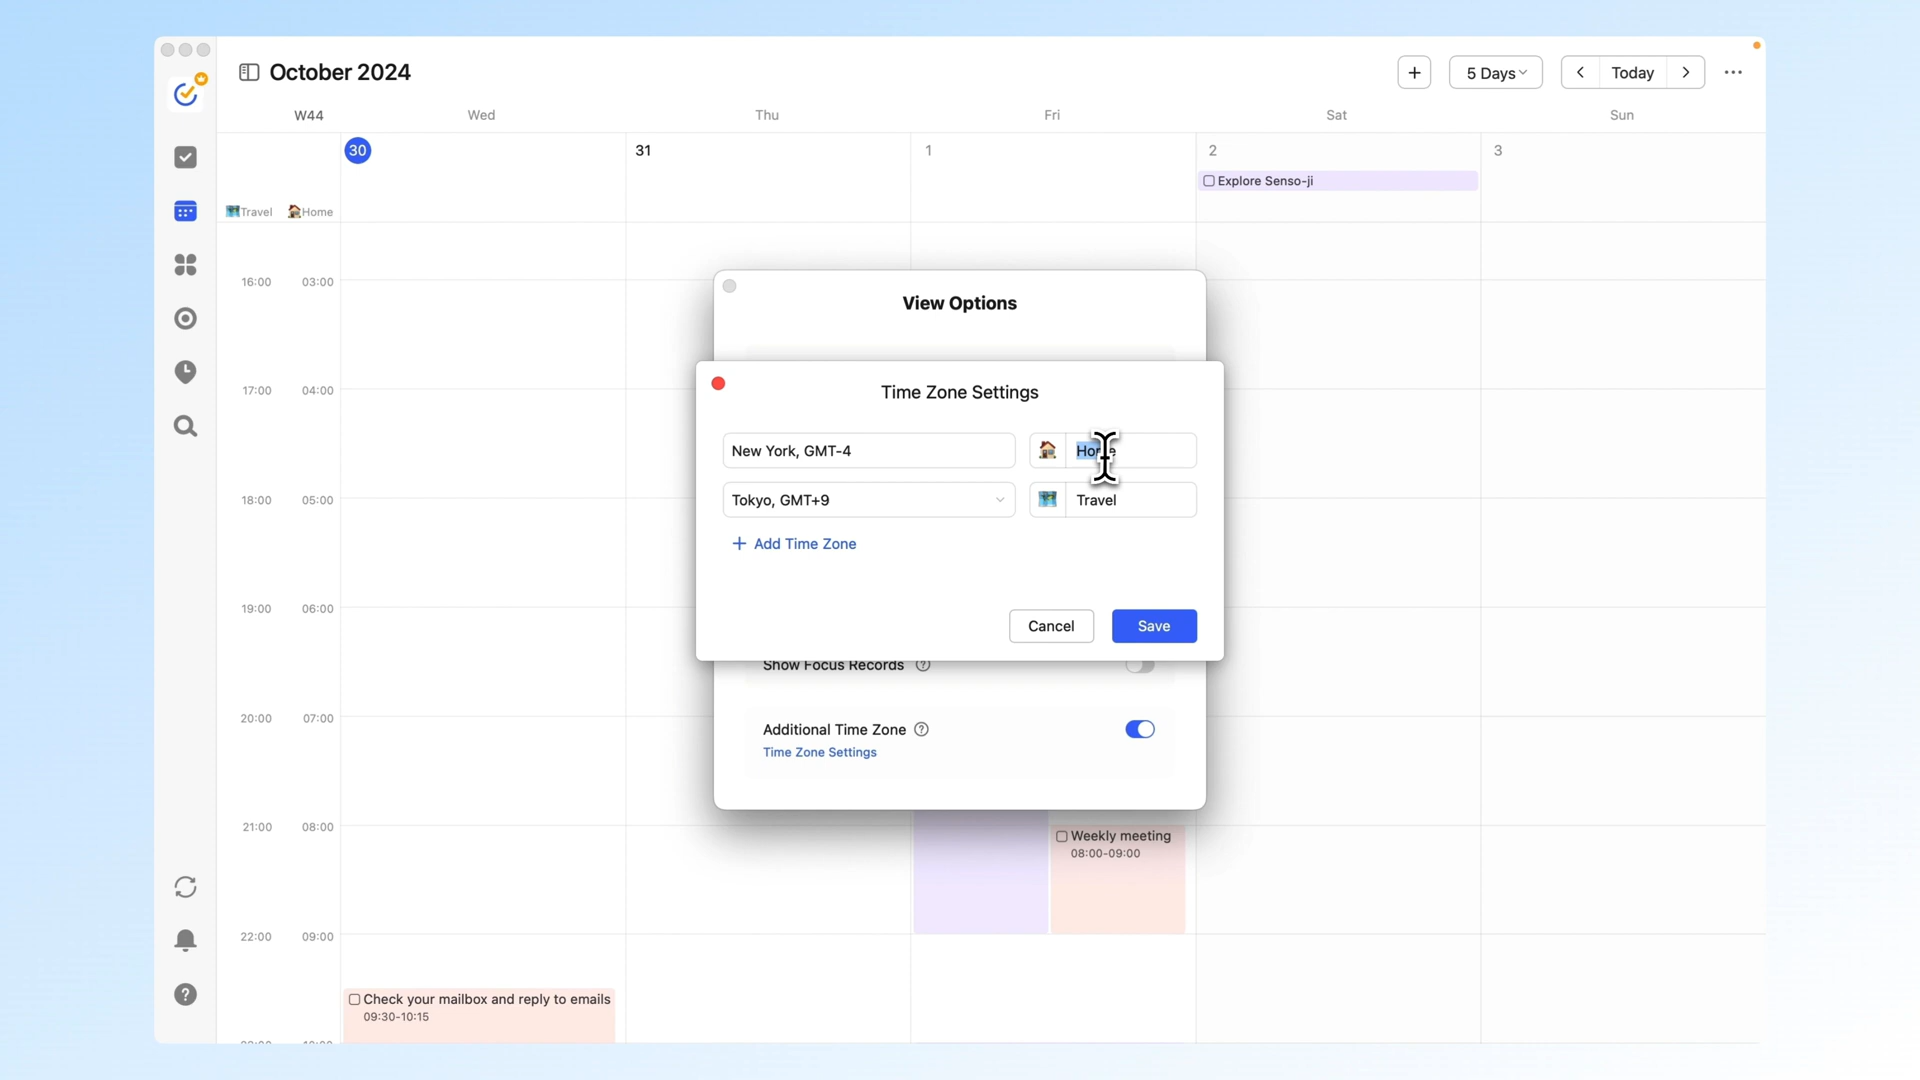 October 2024
+
5 Days
Today
W44
Wed
Thu
Fri
Sat
Sun
30
31
1
2
3
Explore Senso-ji
Travel
Home
16:00 03:00
17:00 04:00
18:00 05:00
19:00 06:00
20:00 07:00
21:00 08:00
22:00 09:00
View Options
Time Zone Settings
New York, GMT-4
Home
Tokyo, GMT+9
Travel
+ Add Time Zone
Cancel
Save
Show Focus Records ?
Additional Time Zone ?
Time Zone Settings
Weekly meeting
08:00-09:00
Check your mailbox and reply to emails
09:30-10:15
?